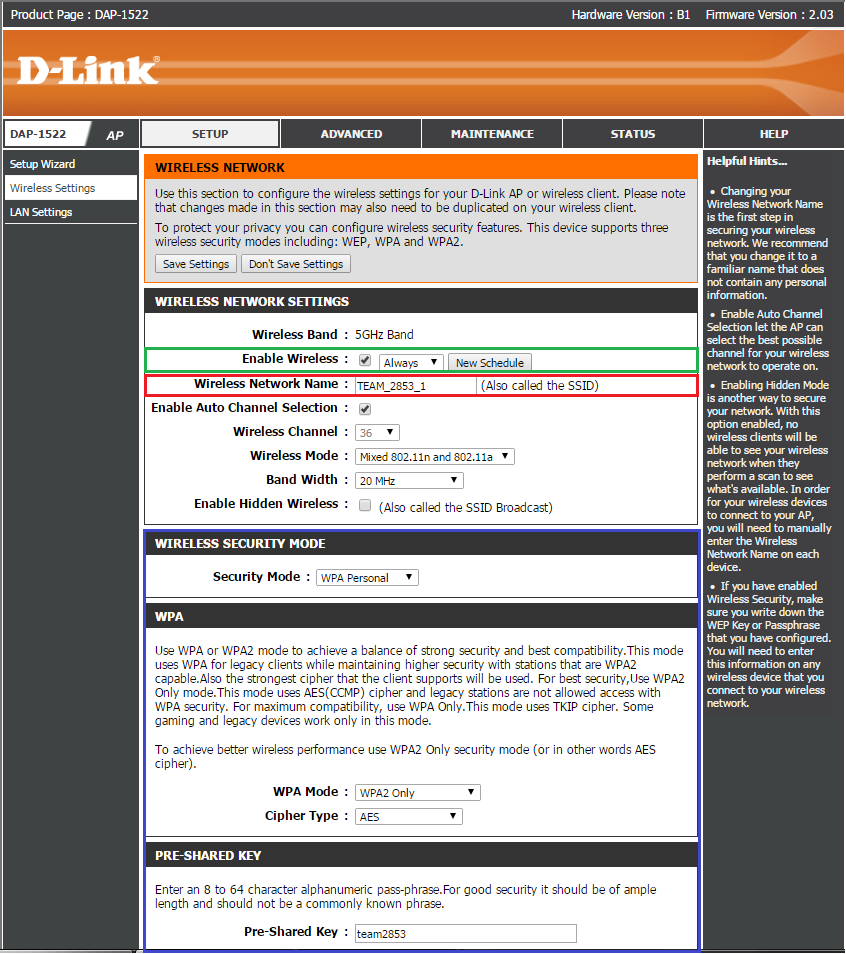 Product Page : DAP-1522
Hardware Version : B1
Firmware Version : 2.03
D-Link®
DAP-1522
AP
SETUP
ADVANCED
MAINTENANCE
STATUS
HELP
Setup Wizard
Wireless Settings
LAN Settings
WIRELESS NETWORK
Use this section to configure the wireless settings for your D-Link AP or wireless client. Please note
that changes made in this section may also need to be duplicated on your wireless client.
To protect your privacy you can configure wireless security features. This device supports three
wireless security modes including: WEP, WPA and WPA2.
Save Settings
Don't Save Settings
WIRELESS NETWORK SETTINGS
Wireless Band : 5GHz Band
Enable Wireless : Always New Schedule
Wireless Network Name : TEAM_2853_1 (Also called the SSID)
Enable Auto Channel Selection :
Wireless Channel : 36
Wireless Mode : Mixed 802.11n and 802.11a
Band Width : 20 MHz
Enable Hidden Wireless : (Also called the SSID Broadcast)
WIRELESS SECURITY MODE
Security Mode : WPA Personal
WPA
Use WPA or WPA2 mode to achieve a balance of strong security and best compatibility.This mode
uses WPA for legacy clients while maintaining higher security with stations that are WPA2
capable.Also the strongest cipher that the client supports will be used. For best security,Use WPA2
Only mode.This mode uses AES(CCMP) cipher and legacy stations are not allowed access with
WPA security. For maximum compatibility, use WPA Only.This mode uses TKIP cipher. Some
gaming and legacy devices work only in this mode.
To achieve better wireless performance use WPA2 Only security mode (or in other words AES
cipher).
WPA Mode : WPA2 Only
Cipher Type : AES
PRE-SHARED KEY
Enter an 8 to 64 character alphanumeric pass-phrase.For good security it should be of ample
length and should not be a commonly known phrase.
Pre-Shared Key : team2853
Helpful Hints...
• Changing your
Wireless Network Name
is the first step in
securing your wireless
network. We recommend
that you change it to a
familiar name that does
not contain any personal
information.
• Enable Auto Channel
Selection let the AP can
select the best possible
channel for your wireless
network to operate on.
• Enabling Hidden Mode
is another way to secure
your network. With this
option enabled, no
wireless clients will be
able to see your wireless
network when they
perform a scan to see
what's available. In order
for your wireless devices
to connect to your AP,
you will need to manually
enter the Wireless
Network Name on each
device.
• If you have enabled
Wireless Security, make
sure you write down the
WEP Key or Passphrase
that you have configured.
You will need to enter
this information on any
wireless device that you
connect to your wireless
network.